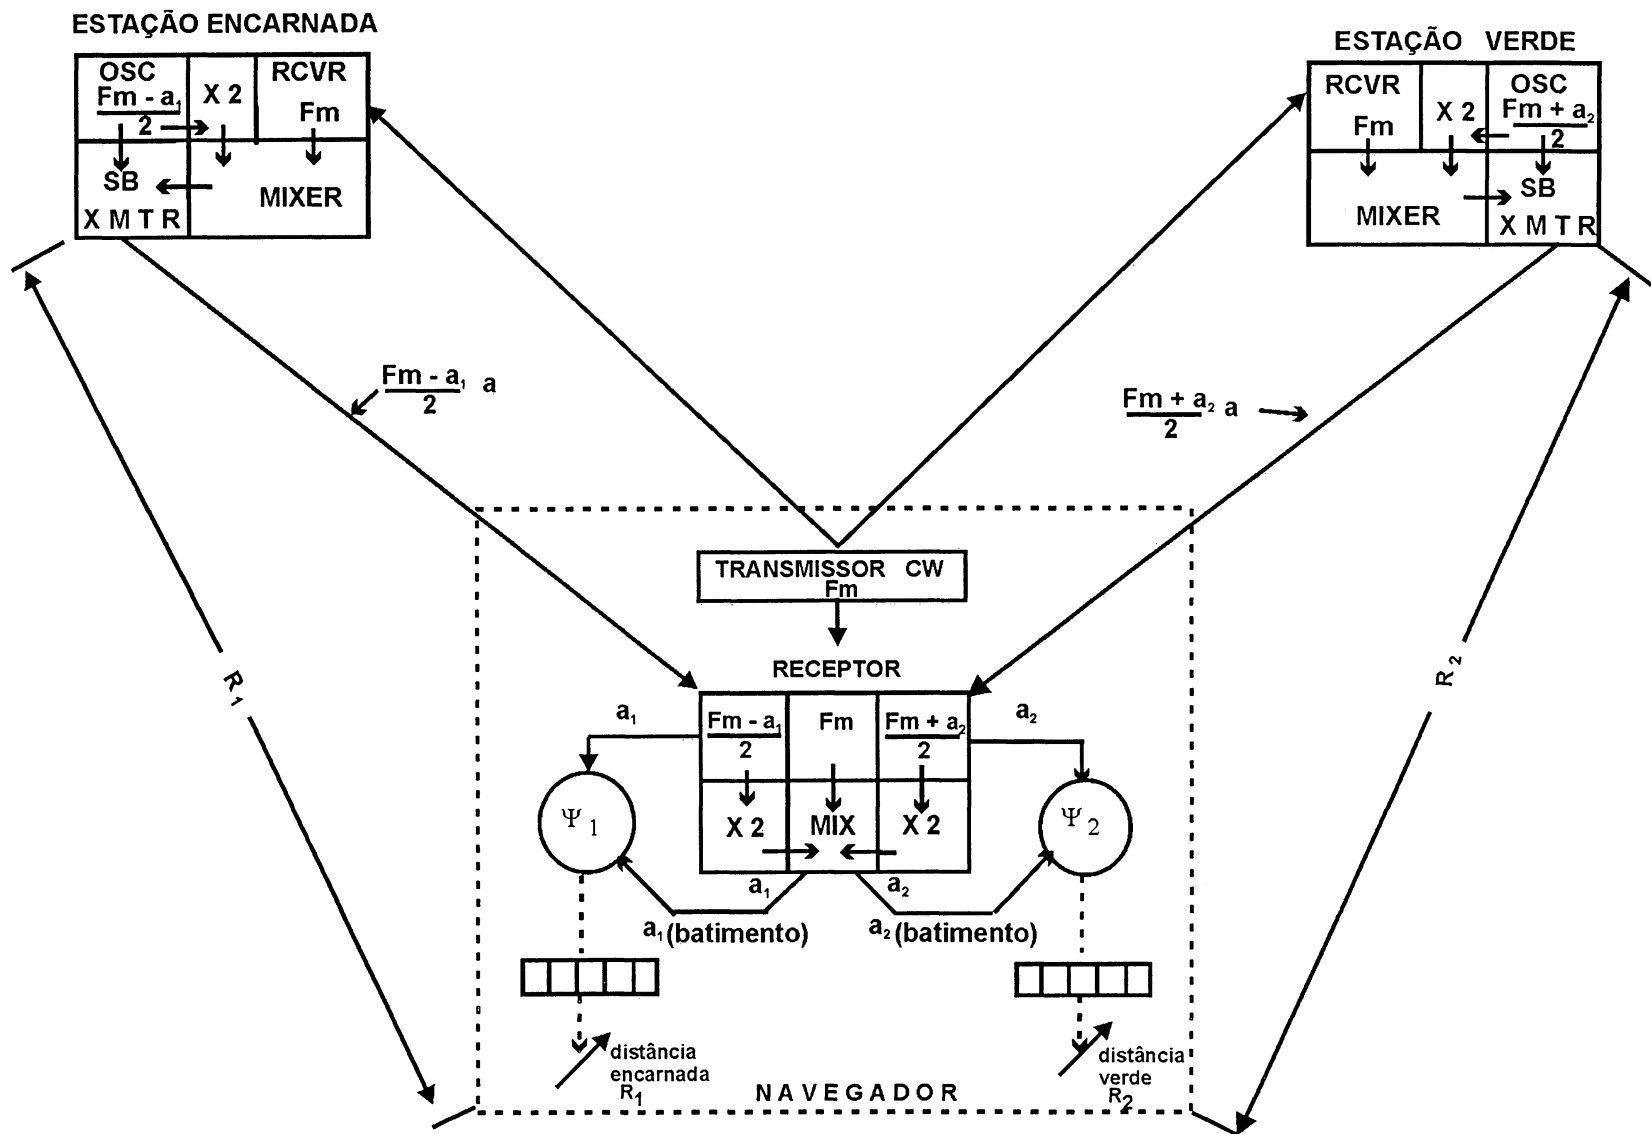 ESTAÇÃO ENCARNADA
OSC
Fm - a₁
2
X 2
RCVR
Fm
SB
X M T R
MIXER
ESTAÇÃO VERDE
RCVR
Fm
X 2
OSC
Fm + a₂
2
MIXER
SB
X M T R
Fm - a₁ a
2
Fm + a₂ a
2
R₁
R₂
TRANSMISSOR CW
Fm
RECEPTOR
a₁
Fm - a₁
2
Fm
Fm + a₂
2
a₂
Ψ 1
X 2
MIX
X 2
Ψ 2
a₁
a₂
a₁ (batimento)
a₂ (batimento)
distância
encarnada
R₁
distância
verde
R₂
NAVEGADOR